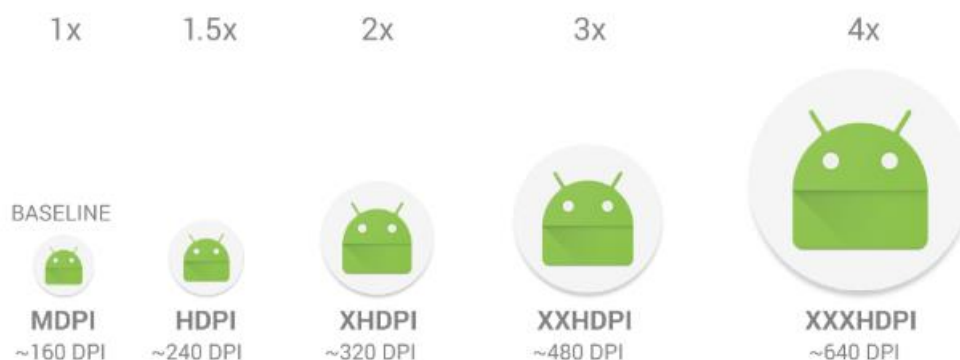 1x 1.5x 2x 3x 4x
BASELINE
MDPI HDPI XHDPI XXHDPI XXXHDPI
~160 DPI ~240 DPI ~320 DPI ~480 DPI ~640 DPI